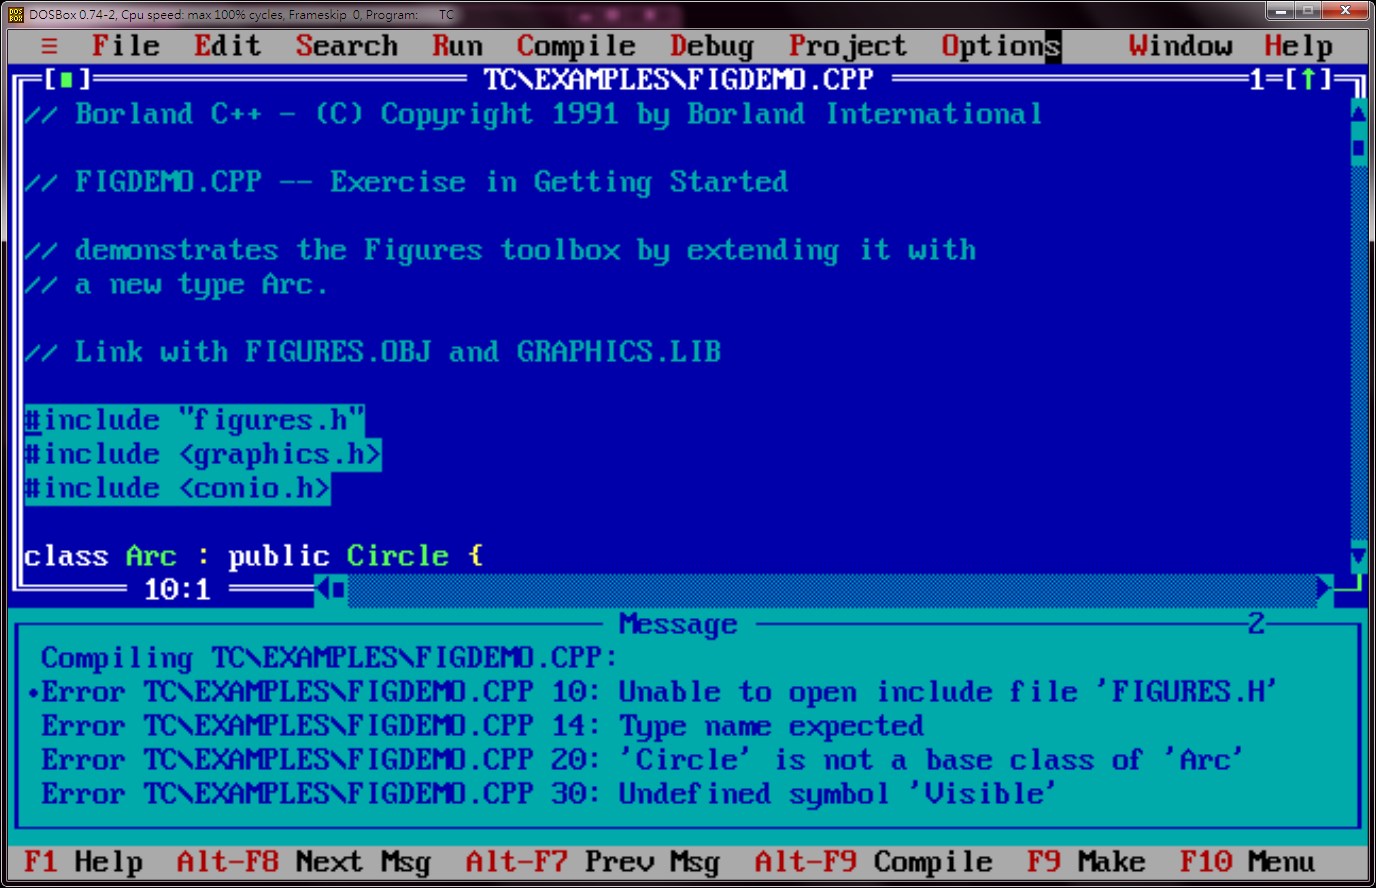 DOSBox 0.74-2, Cpu speed: max 100% cycles, Frameskip 0, Program: TC
≡ File Edit Search Run Compile Debug Project Options Window Help
[■] TC\EXAMPLES\FIGDEMO.CPP 1=[↑]
// Borland C++ - (C) Copyright 1991 by Borland International
// FIGDEMO.CPP -- Exercise in Getting Started
// demonstrates the Figures toolbox by extending it with
// a new type Arc.
// Link with FIGURES.OBJ and GRAPHICS.LIB
#include "figures.h"
#include <graphics.h>
#include <conio.h>
class Arc : public Circle {
10:1
Message 2
Compiling TC\EXAMPLES\FIGDEMO.CPP:
•Error TC\EXAMPLES\FIGDEMO.CPP 10: Unable to open include file 'FIGURES.H'
Error TC\EXAMPLES\FIGDEMO.CPP 14: Type name expected
Error TC\EXAMPLES\FIGDEMO.CPP 20: 'Circle' is not a base class of 'Arc'
Error TC\EXAMPLES\FIGDEMO.CPP 30: Undefined symbol 'Visible'
F1 Help Alt-F8 Next Msg Alt-F7 Prev Msg Alt-F9 Compile F9 Make F10 Menu